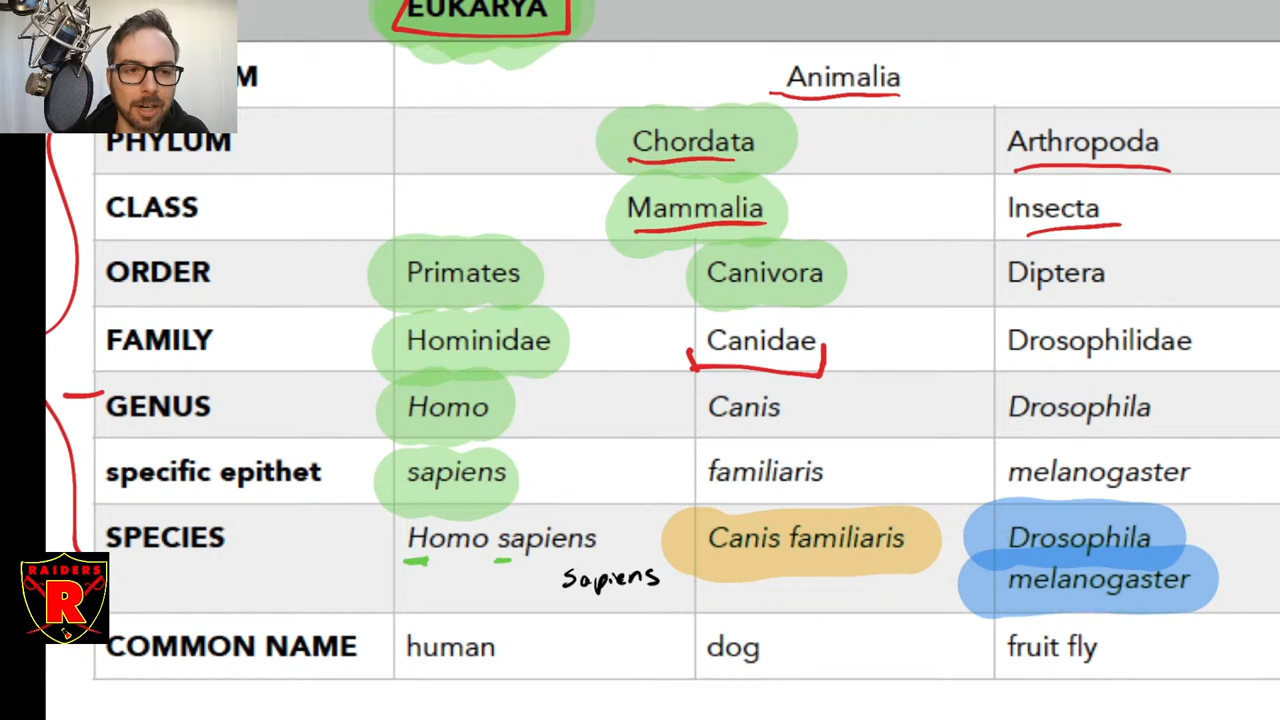 EUKARYA
M Animalia
PHYLUM Chordata Arthropoda
CLASS Mammalia Insecta
ORDER Primates Canivora Diptera
FAMILY Hominidae Canidae Drosophilidae
GENUS Homo Canis Drosophila
specific epithet sapiens familiaris melanogaster
SPECIES Homo sapiens Canis familiaris Drosophila
melanogaster
sapiens
RAIDERS
R
COMMON NAME human dog fruit fly